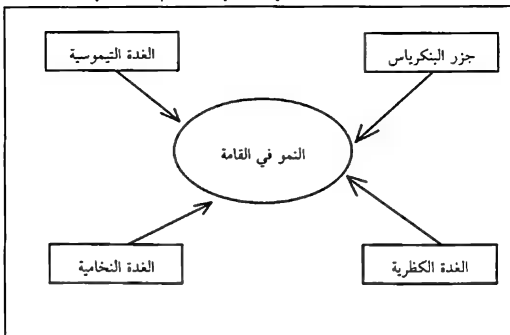 جزر البنكرياس
الغدة التيموسية
النمو في القامة
الغدة الكظرية
الغدة النخامية